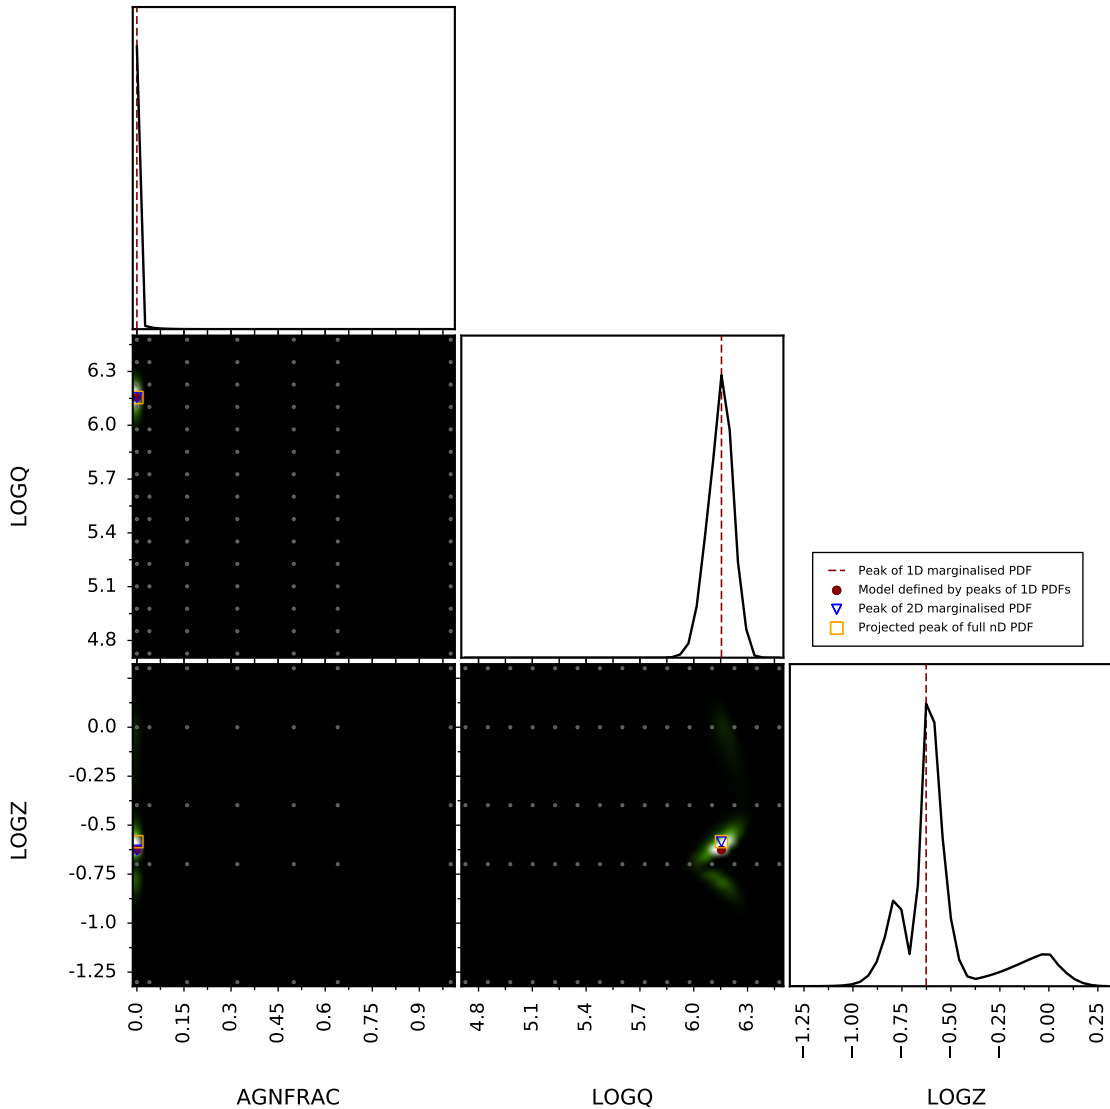 6.3
6.0
5.7
5.4
5.1
4.8
LOGQ
Peak of 1D marginalised PDF
Model defined by peaks of 1D PDFs
Peak of 2D marginalised PDF
Projected peak of full nD PDF
0.0
-0.25
-0.5
-0.75
-1.0
-1.25
LOGZ
0.0 0.15 0.3 0.45 0.6 0.75 0.9
4.8 5.1 5.4 5.7 6.0 6.3
−1.25 −1.00 −0.75 −0.50 −0.25 0.00 0.25
AGNFRAC LOGQ LOGZ